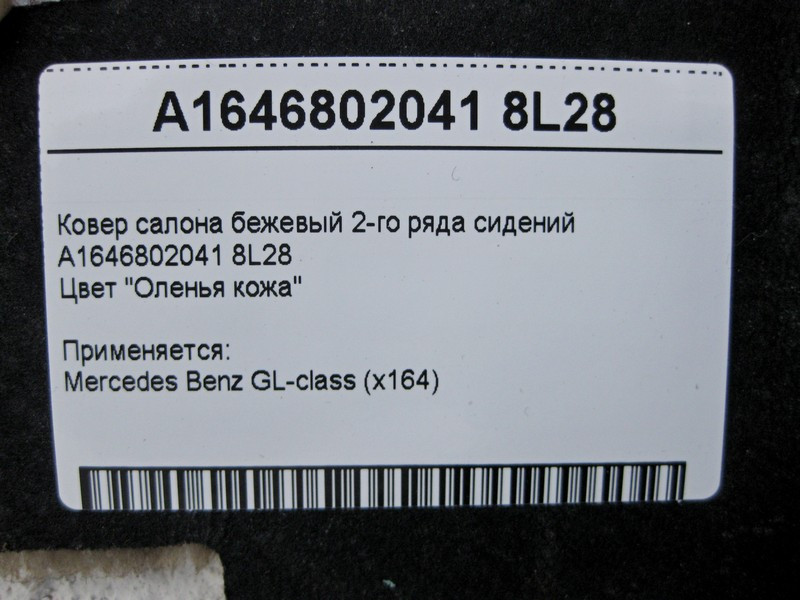 A1646802041 8L28
Ковер салона бежевый 2-го ряда сидений
A1646802041 8L28
Цвет "Оленья кожа"
Применяется:
Mercedes Benz GL-class (x164)